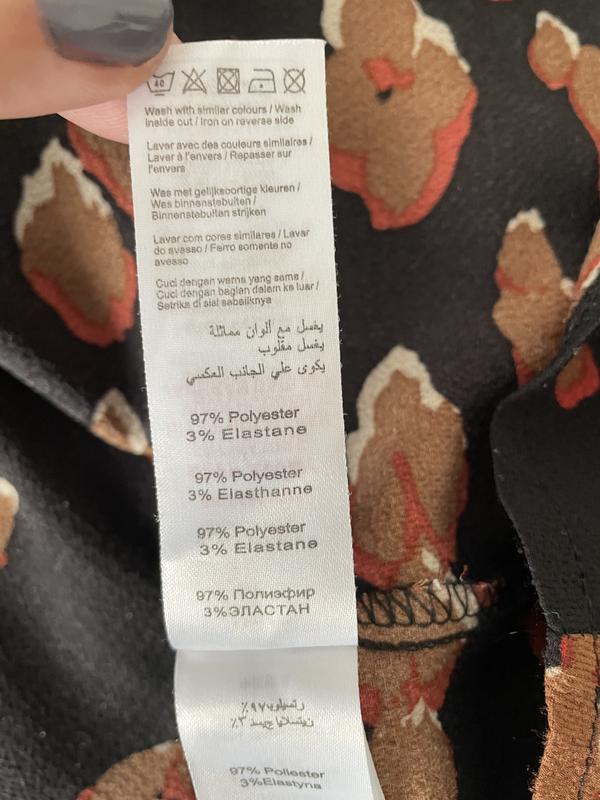 40
Wash with similar colours / Wash
inside out / Iron on reverse side
Laver avec des couleurs similaires /
Laver à l'envers / Repasser sur
l'envers
Was met gelijksoortige kleuren /
Was binnenstebuiten /
Binnenstebuiten strijken
Lavar com cores similares / Lavar
do avesso / Ferro somente no
avesso
Cuci dengan warna yang sama /
Cuci dengan bagian dalam ke luar /
Setrika di sisi sebaliknya
يغسل مع ألوان مماثلة
يغسل مقلوب
يكوى علي الجانب العكسي
97% Polyester
3% Elastane
97% Polyester
3% Elasthanne
97% Polyester
3% Elastane
97% Полиэфир
3%ЭЛАСТАН
97% Poliester
3%Elastyna